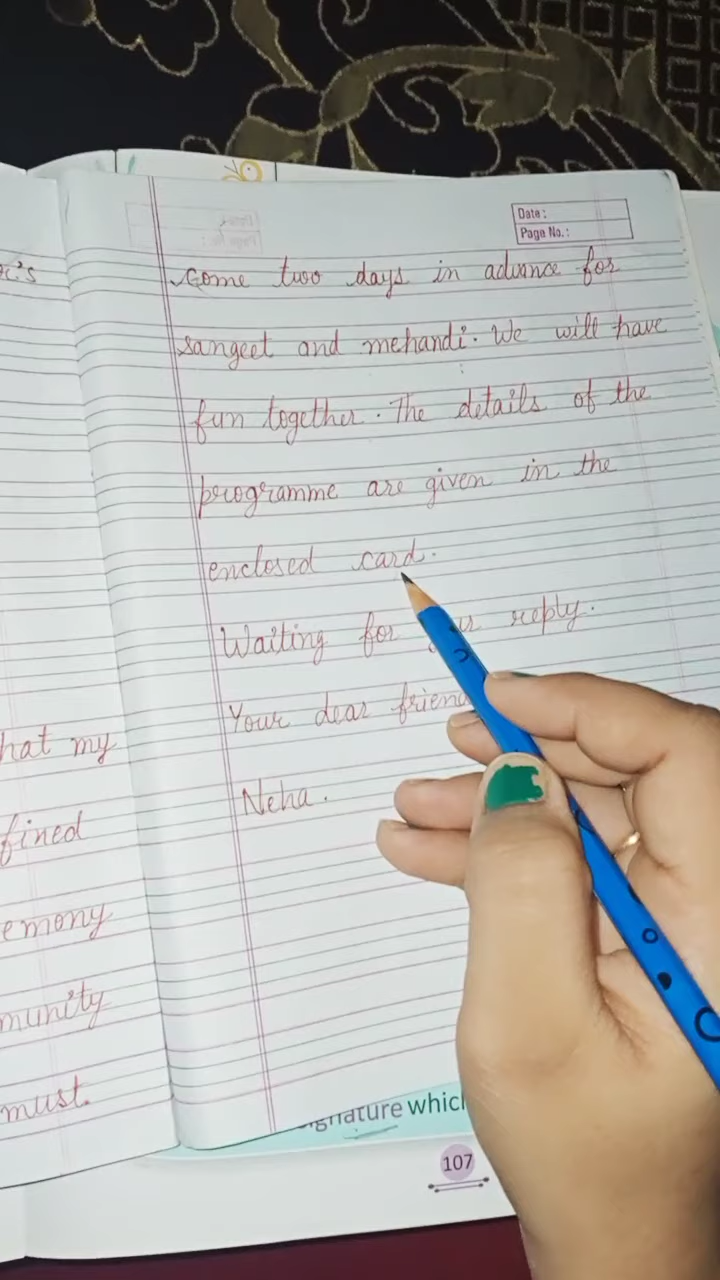 Date :
Page No. :
come two days in advance for
sangeet and mehandi. We will have
fun together. The details of the
programme are given in the
enclosed card.
Waiting for reply.
Your dear friend
Neha.
hat my
fined
emony
munity
must.
gnature which
107